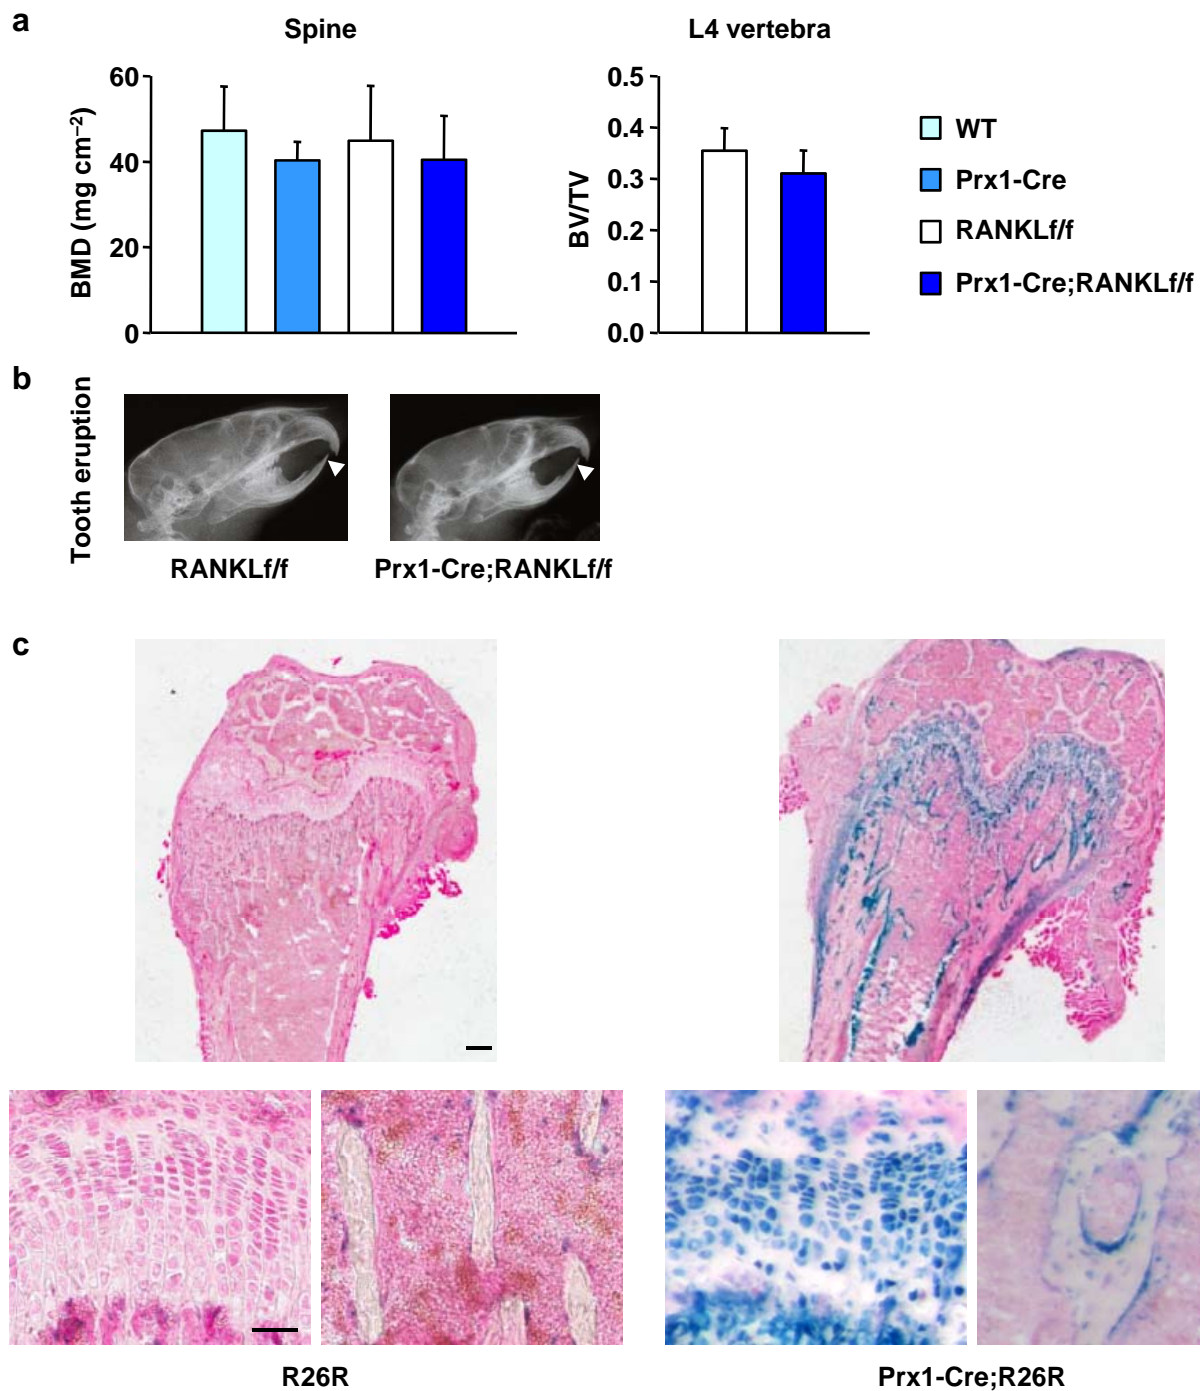 a
Spine
L4 vertebra
BMD (mg cm⁻²)
60
40
20
0
BV/TV
0.5
0.4
0.3
0.2
0.1
0.0
WT
Prx1-Cre
RANKLf/f
Prx1-Cre;RANKLf/f
b
Tooth eruption
RANKLf/f
Prx1-Cre;RANKLf/f
c
R26R
Prx1-Cre;R26R